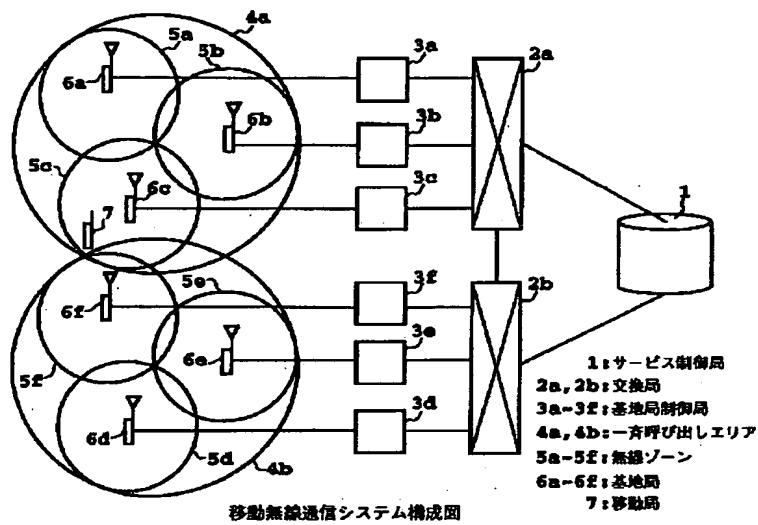 4a
5a
5b
3a
2a
6a
6b
3b
5c
6c
3c
7
1
5e
3f
2b
6f
6e
3e
5f
3d
6d
5d
4b
1:サービス制御局
2a,2b:交換局
3a~3f:基地局制御局
4a,4b:一斉呼び出しエリア
5a~5f:無線ゾーン
6a~6f:基地局
7:移動局
移動無線通信システム構成図